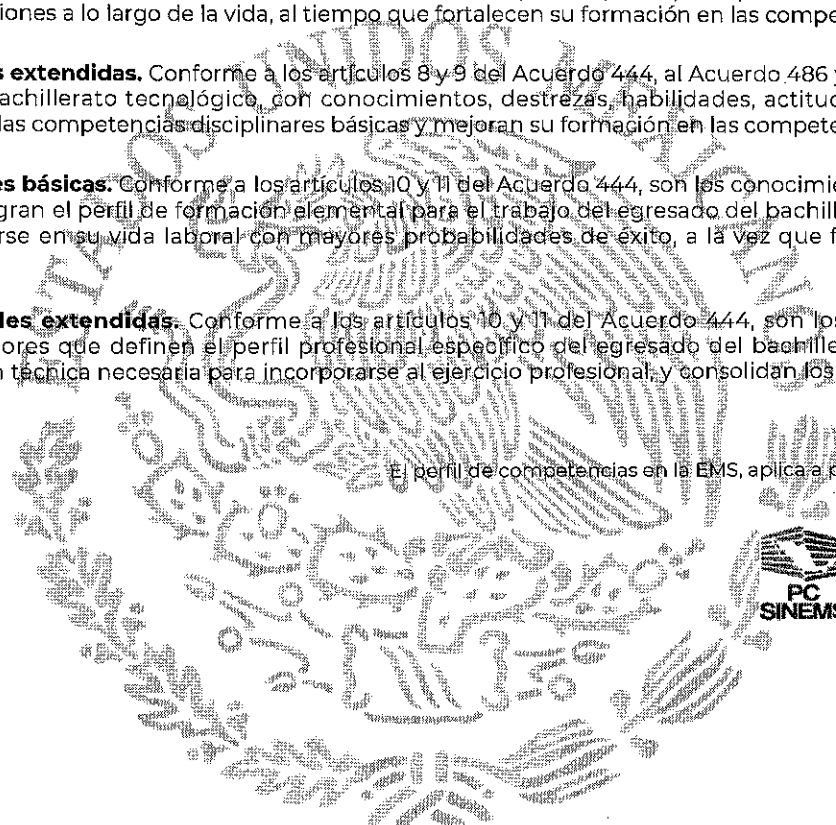 iones a lo largo de la vida, al tiempo que fortalecen su formación en las compe
s extendidas. Conforme a los artículos 8 y 9 del Acuerdo 444, al Acuerdo 486 y
achillerato tecnológico, con conocimientos, destrezas, habilidades, actitud
las competencias disciplinares básicas y mejoran su formación en las compete
es básicas. Conforme a los artículos 10 y 11 del Acuerdo 444, son los conocimie
gran el perfil de formación elemental para el trabajo del egresado del bachill
rse en su vida laboral con mayores probabilidades de éxito, a la vez que f
les extendidas. Conforme a los artículos 10 y 11 del Acuerdo 444, son los
ores que definen el perfil profesional específico del egresado del bachille
n técnica necesaria para incorporarse al ejercicio profesional, y consolidan los
El perfil de competencias en la EMS, aplica a p
PC
SINEMS
ESTADOS UNIDOS MEXICANOS